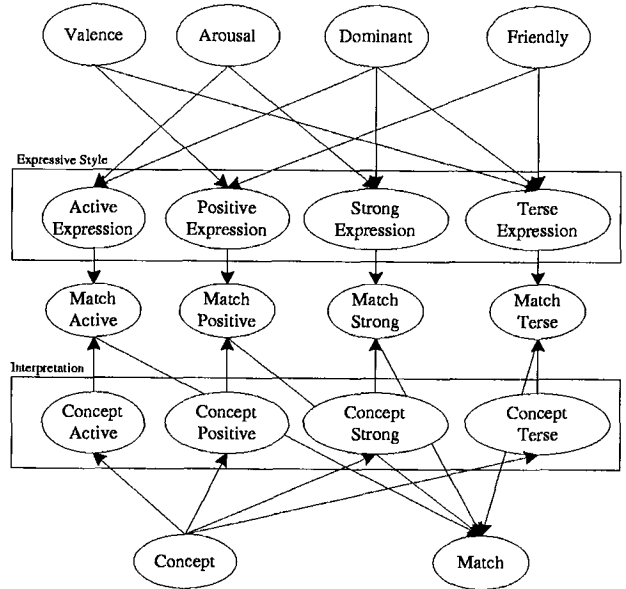 Valence
Arousal
Dominant
Friendly
Expressive Style
Active
Expression
Positive
Expression
Strong
Expression
Terse
Expression
Match
Active
Match
Positive
Match
Strong
Match
Terse
Interpretation
Concept
Active
Concept
Positive
Concept
Strong
Concept
Terse
Concept
Match